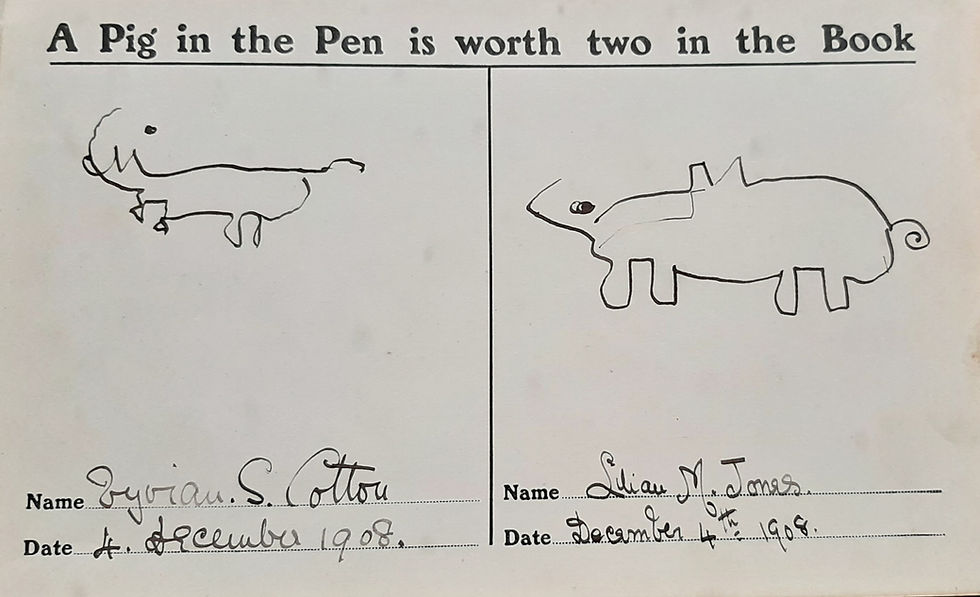 A Pig in the Pen is worth two in the Book
Name Vyvian. S. Cotton
Date 4. December 1908.
Name Lilian M. Jones.
Date December 4th 1908.